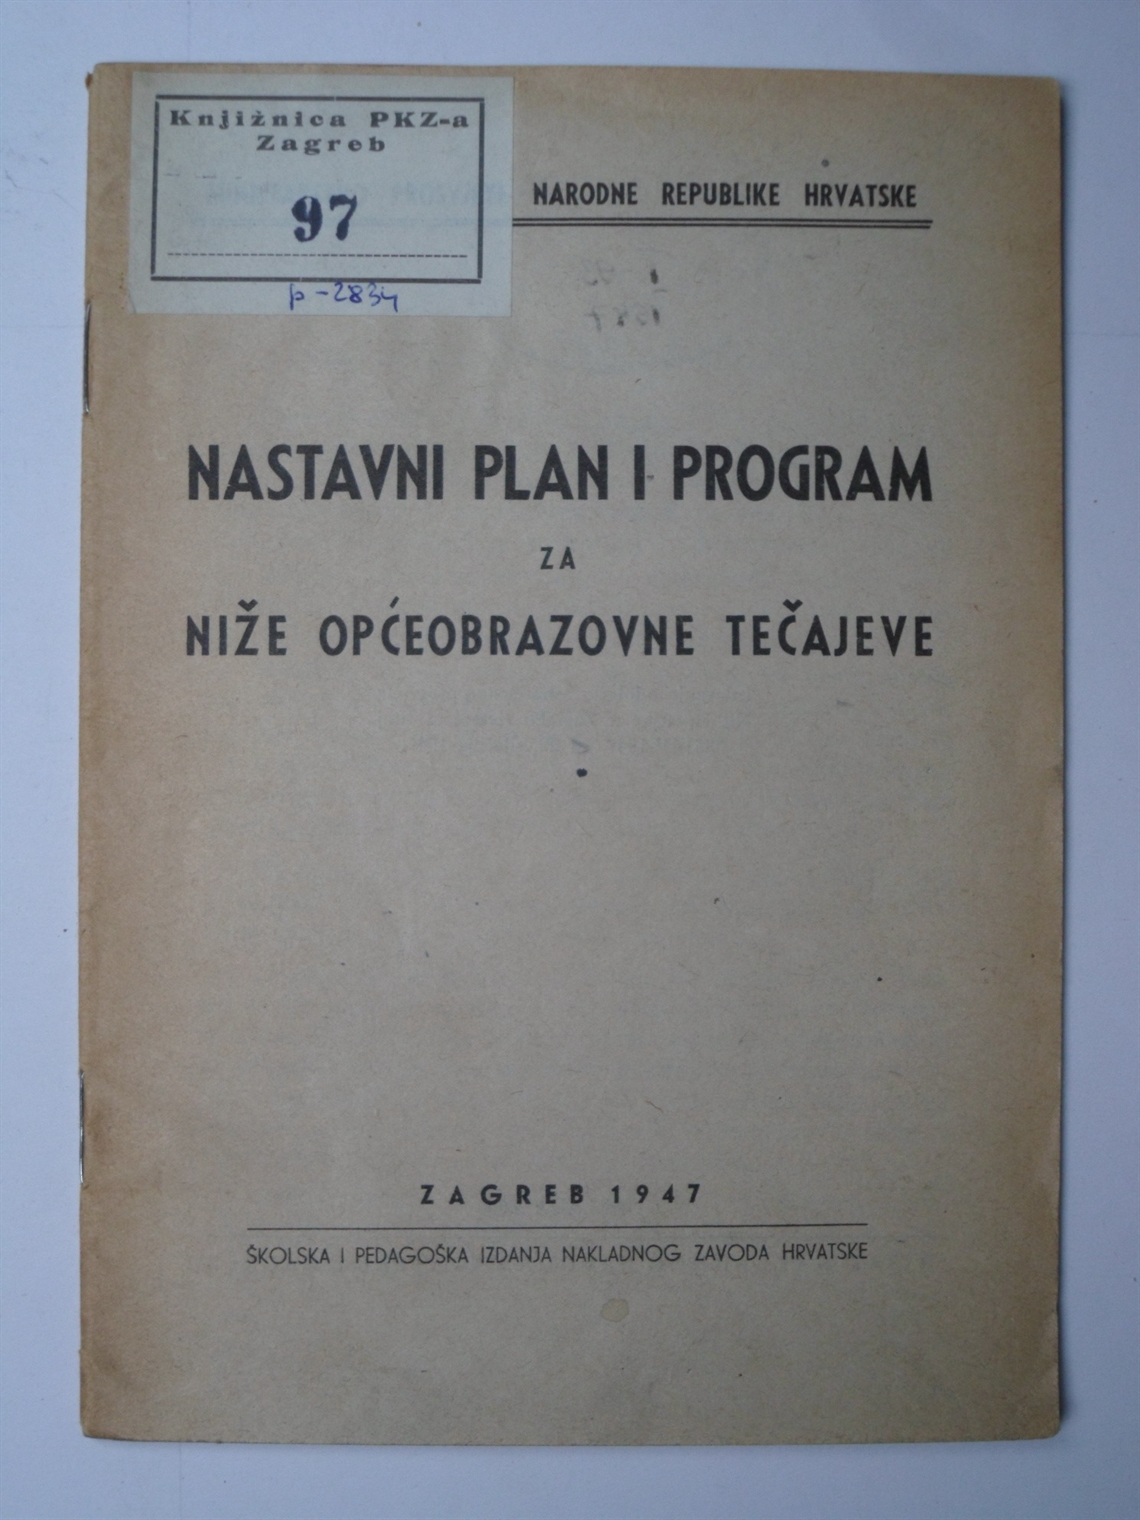 Knjižnica PKZ-a
Zagreb
97
p-2834
NARODNE REPUBLIKE HRVATSKE
NASTAVNI PLAN I PROGRAM
ZA
NIŽE OPĆEOBRAZOVNE TEČAJEVE
ZAGREB 1947
ŠKOLSKA I PEDAGOŠKA IZDANJA NAKLADNOG ZAVODA HRVATSKE